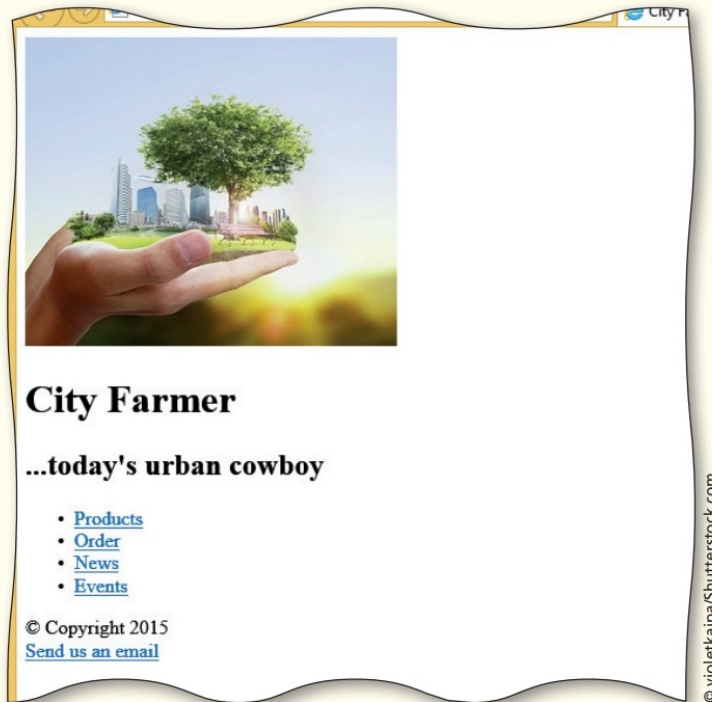 City
City Farmer
...today's urban cowboy
• Products
• Order
• News
• Events
© Copyright 2015
Send us an email
© violetkaipa/Shutterstock.com